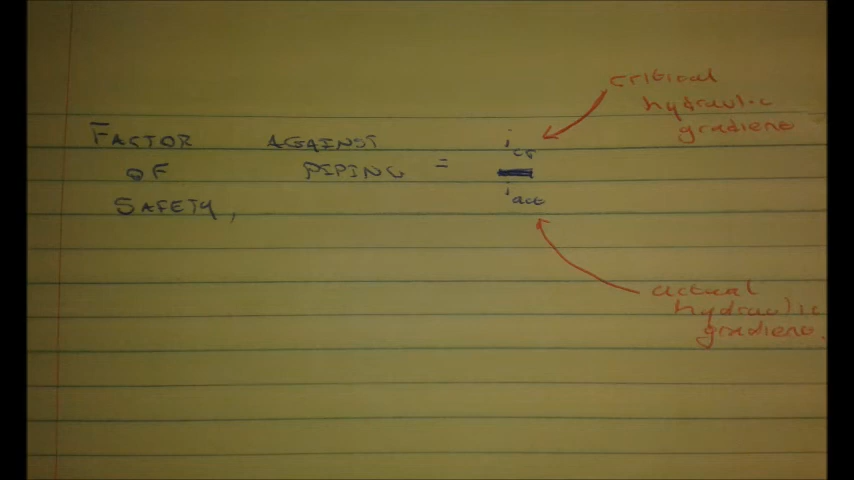 critical
hydraulic
gradient
FACTOR AGAINST i_cr
OF PIPING = 
SAFETY, i_act
actual
hydraulic
gradient.